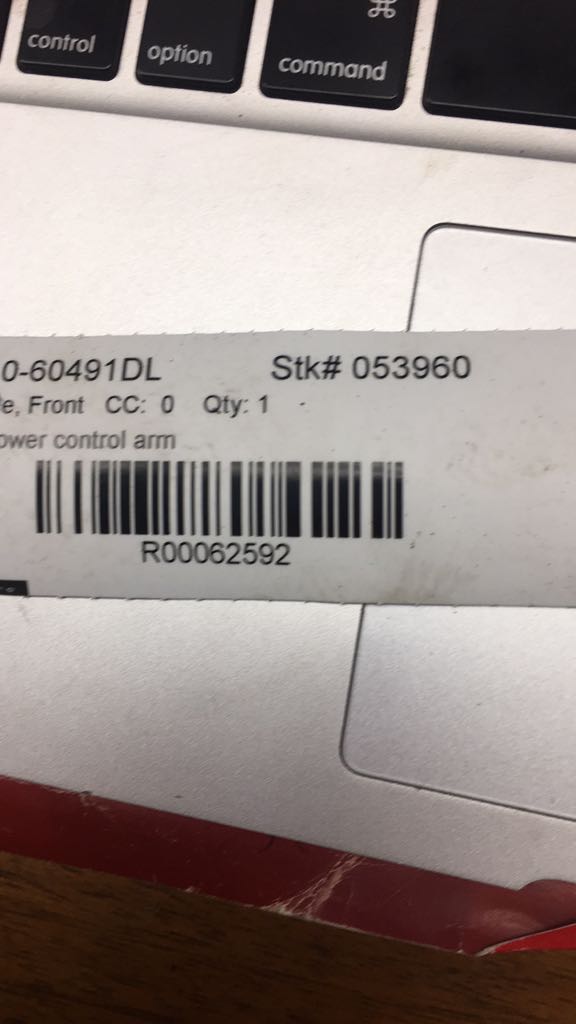 ⌘
control option command
0-60491DL Stk# 053960
e, Front CC: 0 Qty: 1
ower control arm
R00062592